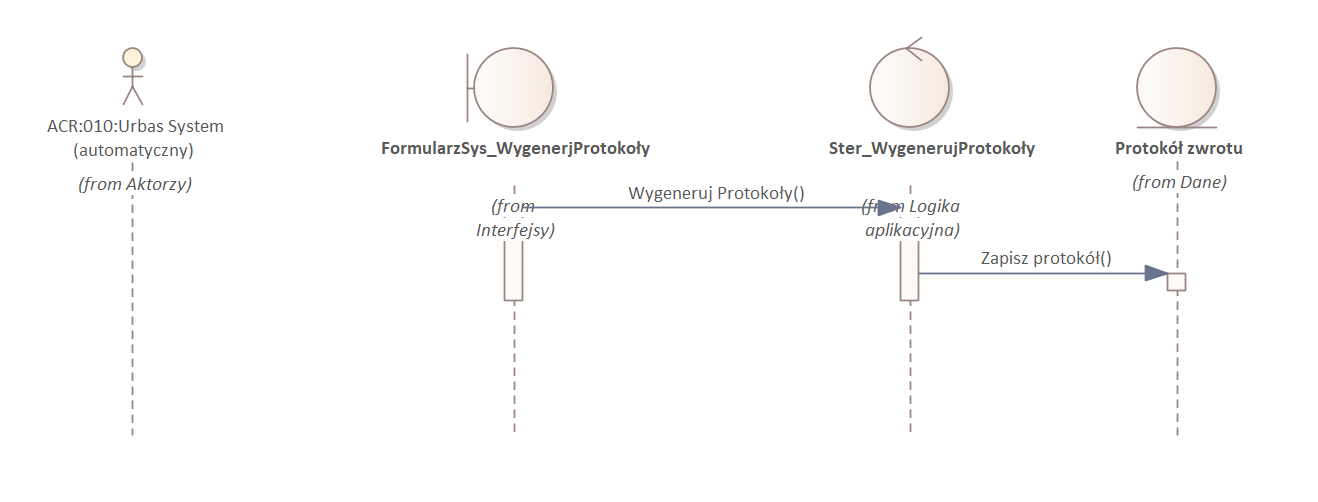 ACR:010:Urbas System
(automatyczny)
(from Aktorzy)
FormularzSys_WygenerjProtokoły
(from
Interfejsy)
Ster_WygenerujProtokoły
(from Logika
aplikacyjna)
Protokół zwrotu
(from Dane)
Wygeneruj Protokoły()
Zapisz protokół()